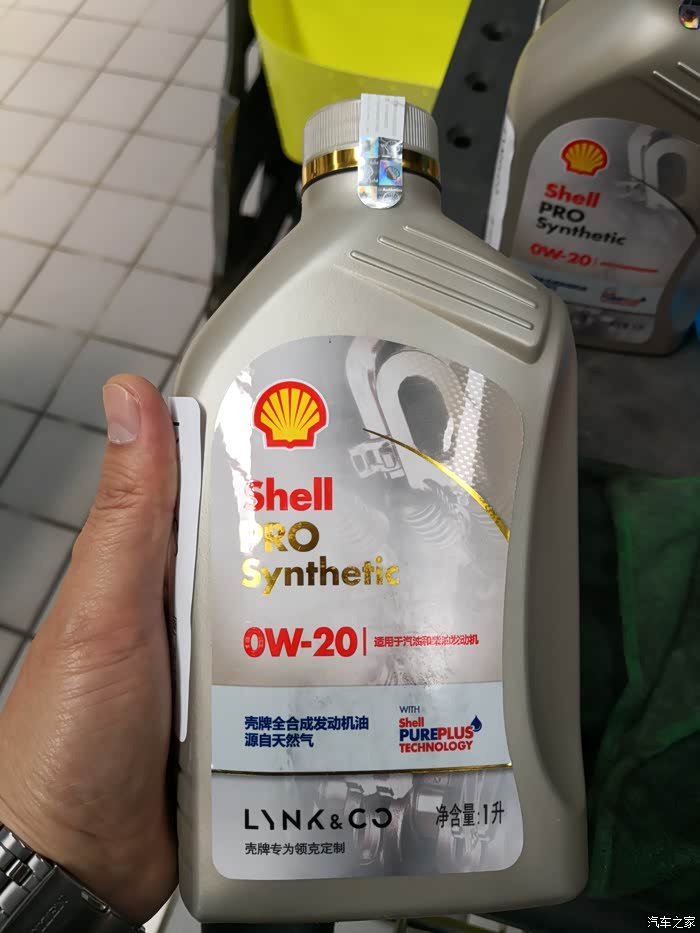 Shell
PRO
Synthetic
0W-20
适用于汽油和柴油发动机
壳牌全合成发动机油
源自天然气
WITH
Shell
PUREPLUS
TECHNOLOGY
LYNK&CO
净含量:1升
壳牌专为领克定制
Shell
PRO
Synthetic
0W-20
汽车之家